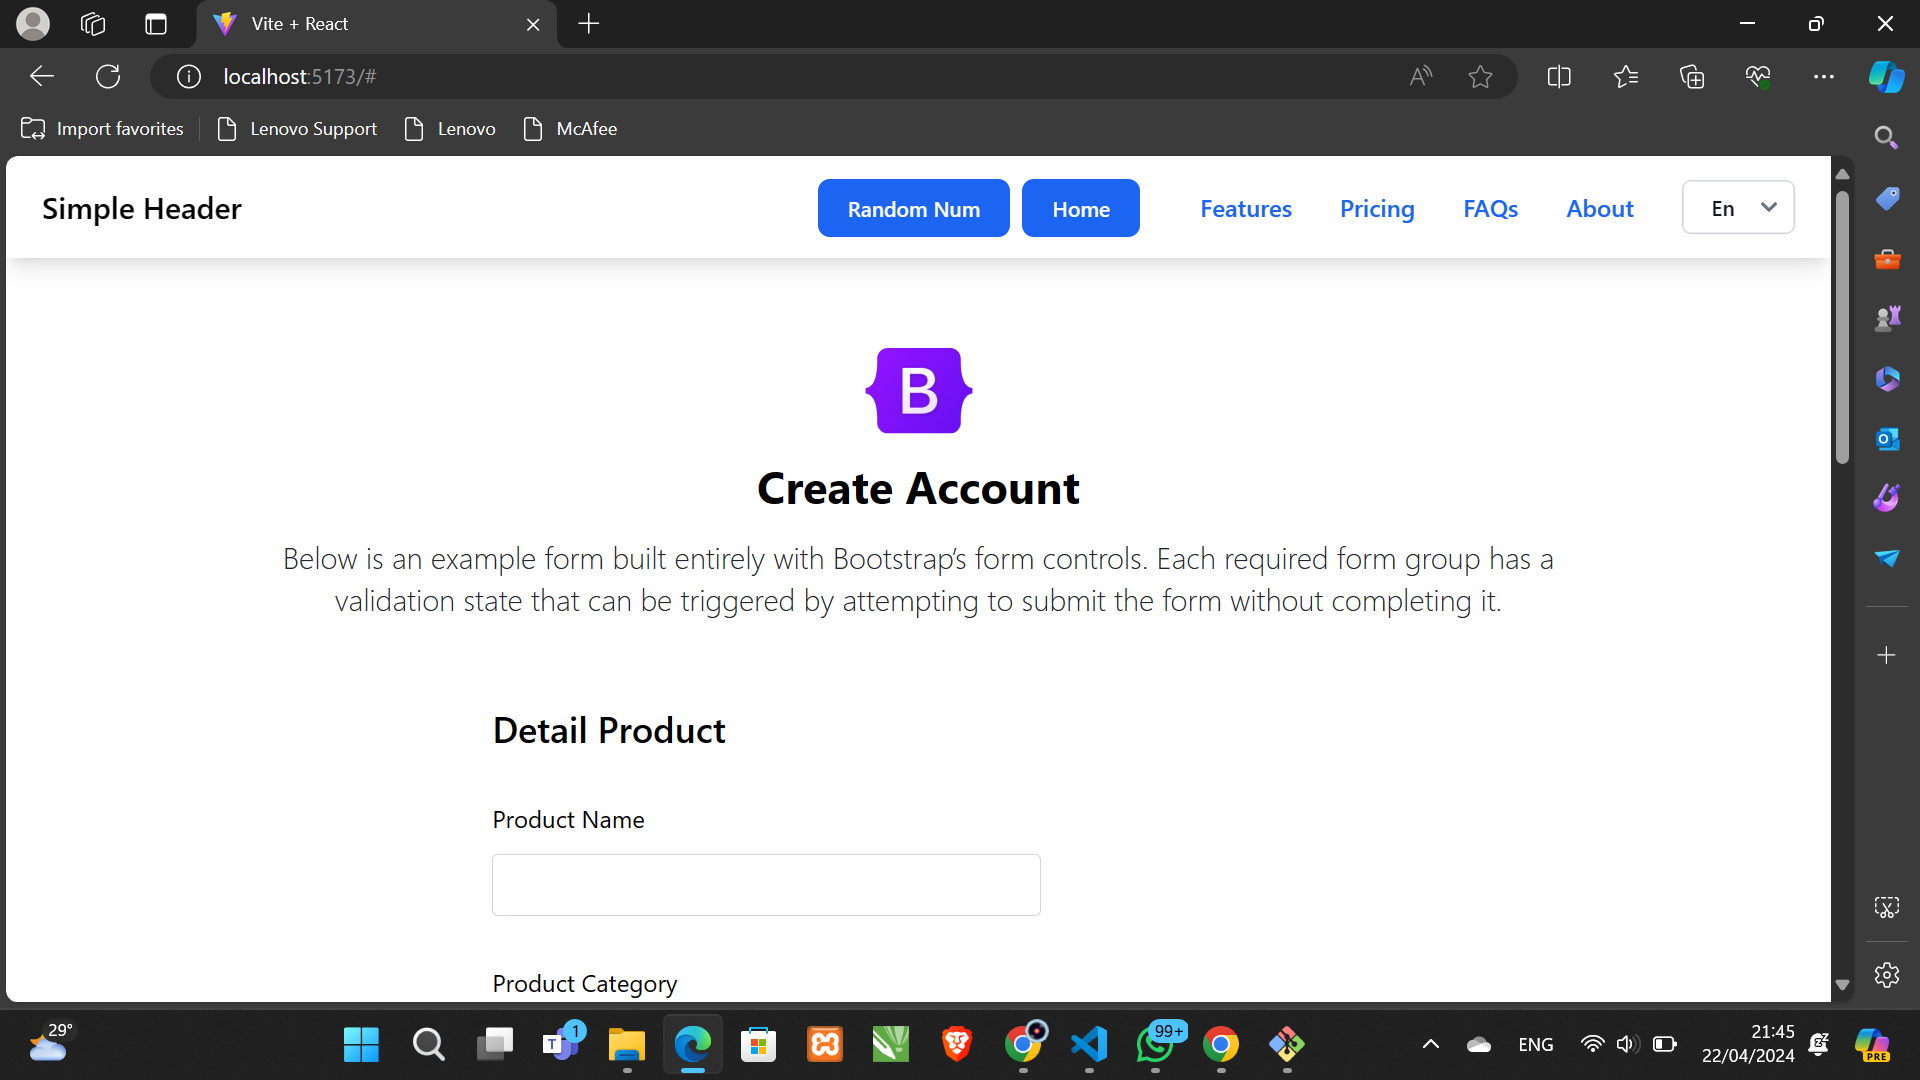 Vite + React
localhost:5173/#
Import favorites
Lenovo Support
Lenovo
McAfee
Simple Header
Random Num
Home
Features
Pricing
FAQs
About
En
B
Create Account
Below is an example form built entirely with Bootstrap’s form controls. Each required form group has a
validation state that can be triggered by attempting to submit the form without completing it.
Detail Product
Product Name
Product Category
29°
1
99+
ENG
21:45
22/04/2024
PRE